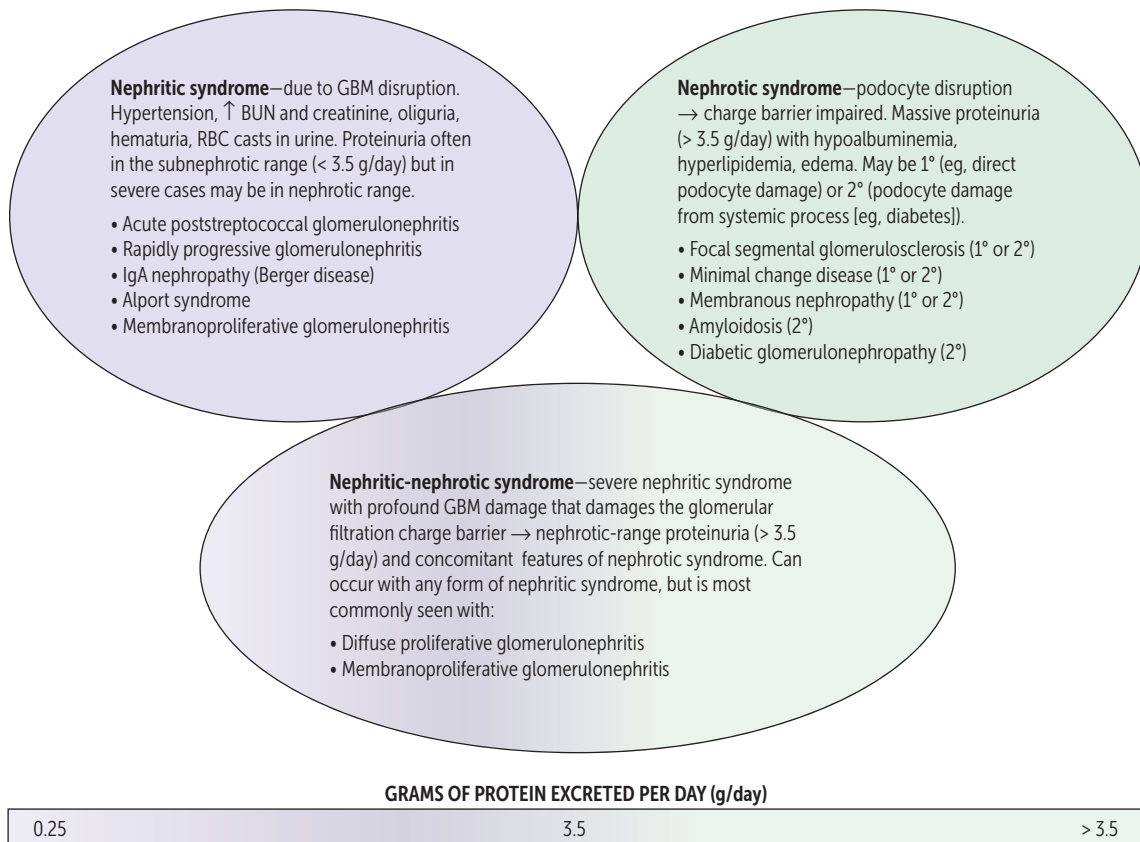 Nephritic syndrome—due to GBM disruption.
Hypertension, ↑ BUN and creatinine, oliguria,
hematuria, RBC casts in urine. Proteinuria often
in the subnephrotic range (< 3.5 g/day) but in
severe cases may be in nephrotic range.
• Acute poststreptococcal glomerulonephritis
• Rapidly progressive glomerulonephritis
• IgA nephropathy (Berger disease)
• Alport syndrome
• Membranoproliferative glomerulonephritis
Nephrotic syndrome—podocyte disruption
→ charge barrier impaired. Massive proteinuria
(> 3.5 g/day) with hypoalbuminemia,
hyperlipidemia, edema. May be 1° (eg, direct
podocyte damage) or 2° (podocyte damage
from systemic process [eg, diabetes]).
• Focal segmental glomerulosclerosis (1° or 2°)
• Minimal change disease (1° or 2°)
• Membranous nephropathy (1° or 2°)
• Amyloidosis (2°)
• Diabetic glomerulonephropathy (2°)
Nephritic-nephrotic syndrome—severe nephritic syndrome
with profound GBM damage that damages the glomerular
filtration charge barrier → nephrotic-range proteinuria (> 3.5
g/day) and concomitant features of nephrotic syndrome. Can
occur with any form of nephritic syndrome, but is most
commonly seen with:
• Diffuse proliferative glomerulonephritis
• Membranoproliferative glomerulonephritis
GRAMS OF PROTEIN EXCRETED PER DAY (g/day)
0.25 3.5 > 3.5